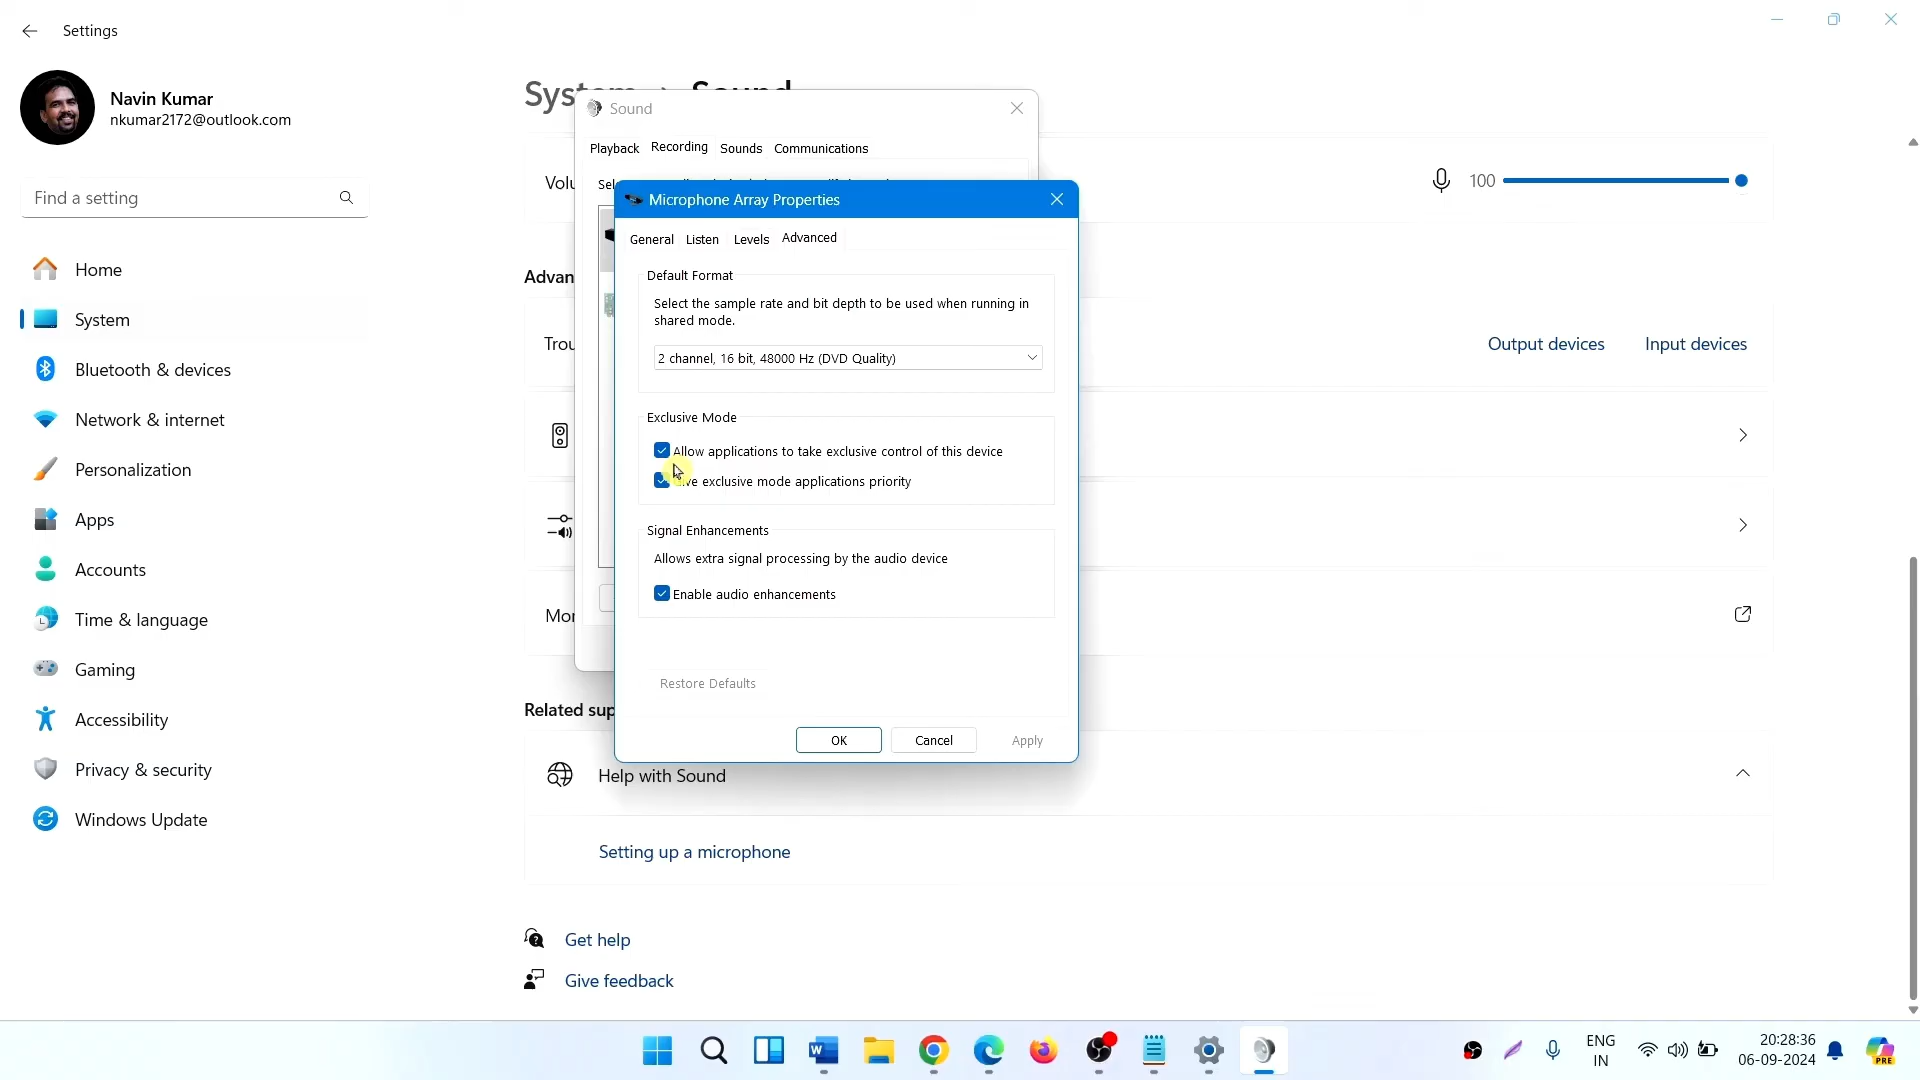 Settings
Navin Kumar
nkumar2172@outlook.com
Find a setting
Home
System
Bluetooth & devices
Network & internet
Personalization
Apps
Accounts
Time & language
Gaming
Accessibility
Privacy & security
Windows Update
Sound
Playback Recording Sounds Communications
Microphone Array Properties
General Listen Levels Advanced
Default Format
Select the sample rate and bit depth to be used when running in
shared mode.
2 channel, 16 bit, 48000 Hz (DVD Quality)
Exclusive Mode
Allow applications to take exclusive control of this device
exclusive mode applications priority
Signal Enhancements
Allows extra signal processing by the audio device
Enable audio enhancements
Restore Defaults
OK Cancel Apply
100
Output devices Input devices
Help with Sound
Setting up a microphone
Get help
Give feedback
ENG
IN
20:28:36
06-09-2024
PRE